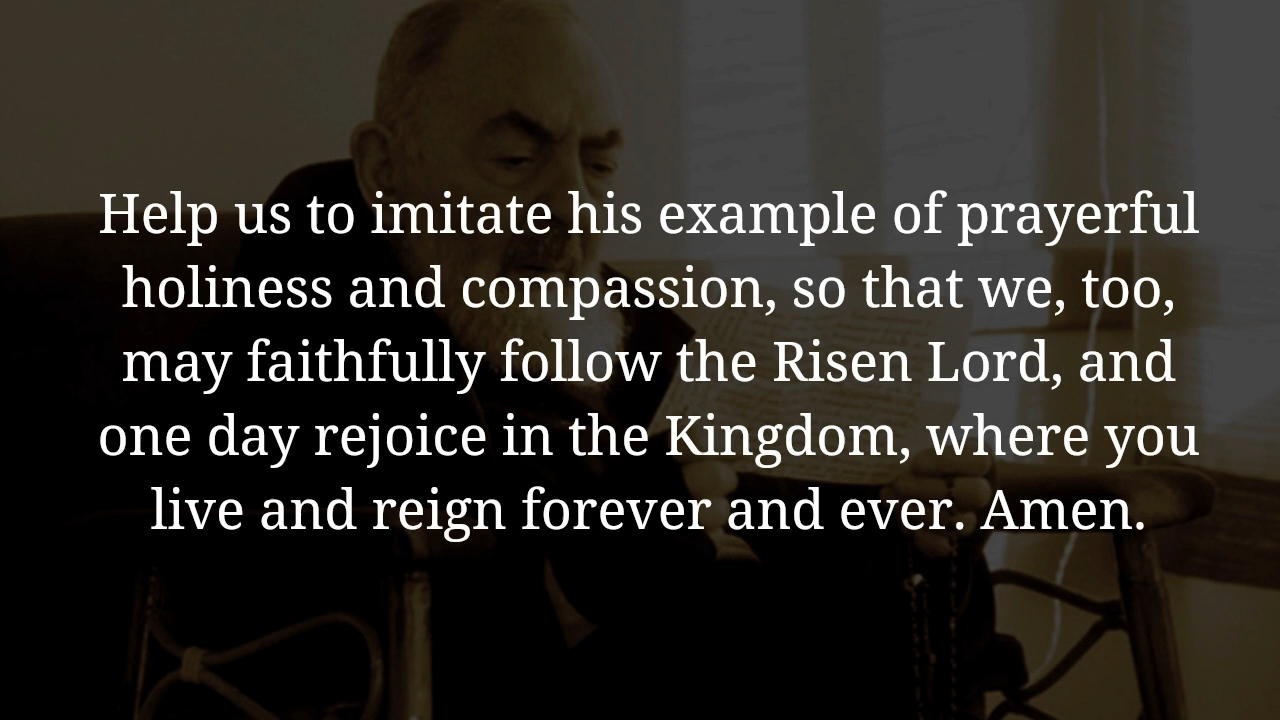 Help us to imitate his example of prayerful
holiness and compassion, so that we, too,
may faithfully follow the Risen Lord, and
one day rejoice in the Kingdom, where you
live and reign forever and ever. Amen.